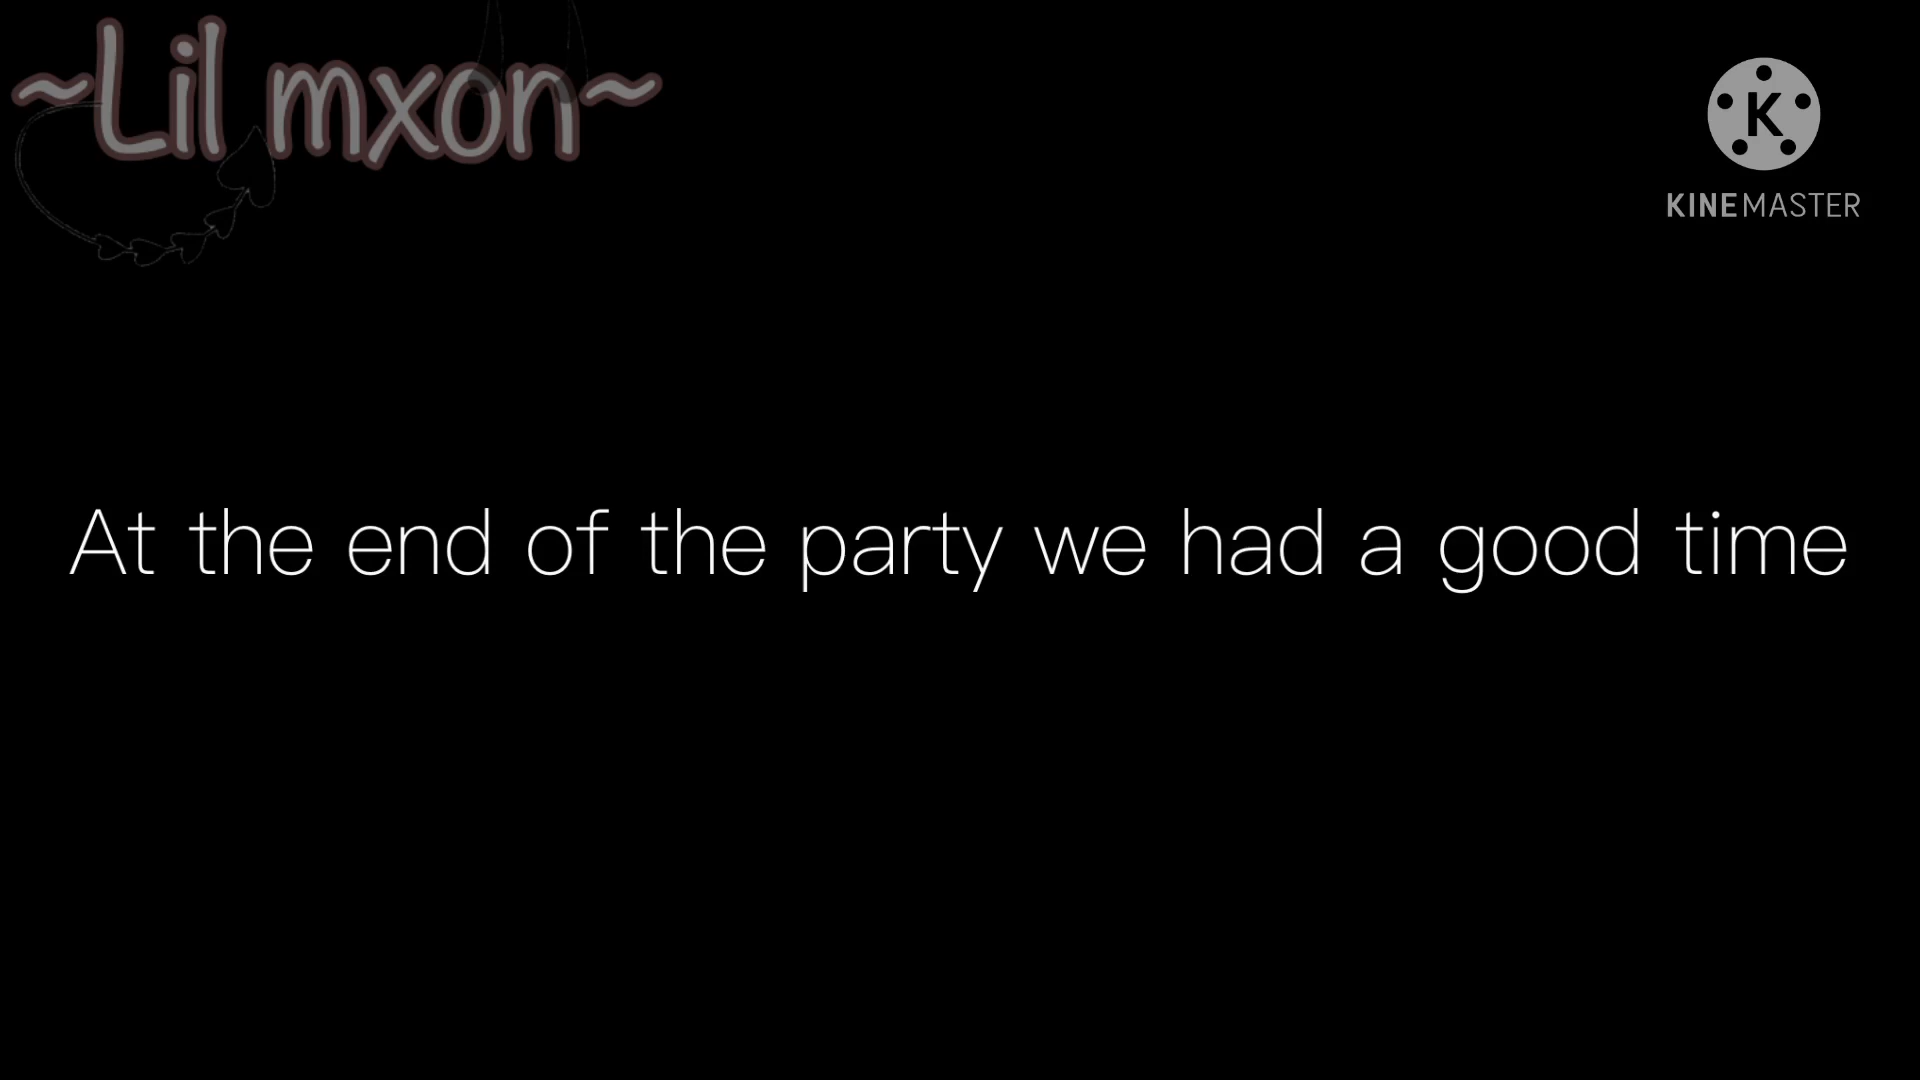 ~Lil mxon~
K
KINEMASTER
At the end of the party we had a good time